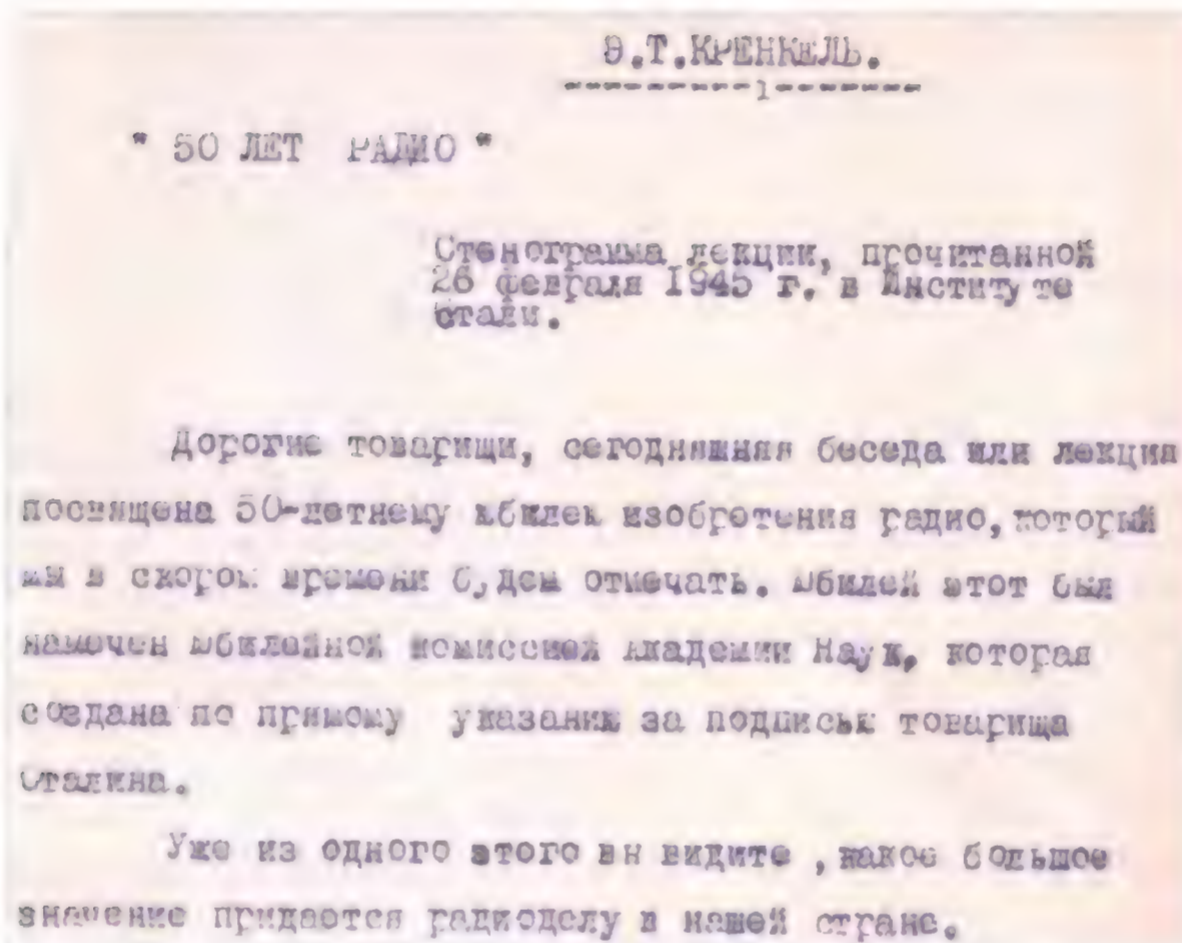 Э.Т.КРЕНКЕЛЬ.
----------1-------
" 50 ЛЕТ РАДИО "
Стенограмма лекции, прочитанной
26 февраля 1945 г. в Институте
стали.
Дорогие товарищи, сегодняшняя беседа или лекция
посвящена 50-летнему юбилею изобретения радио, который
мы в скором времени будем отмечать. Юбилей этот был
намечен юбилейной комиссией Академии Наук, которая
создана по прямому указанию за подписью товарища
Сталина.
Уже из одного этого вы видите , какое большое
значение придается радиоделу в нашей стране.